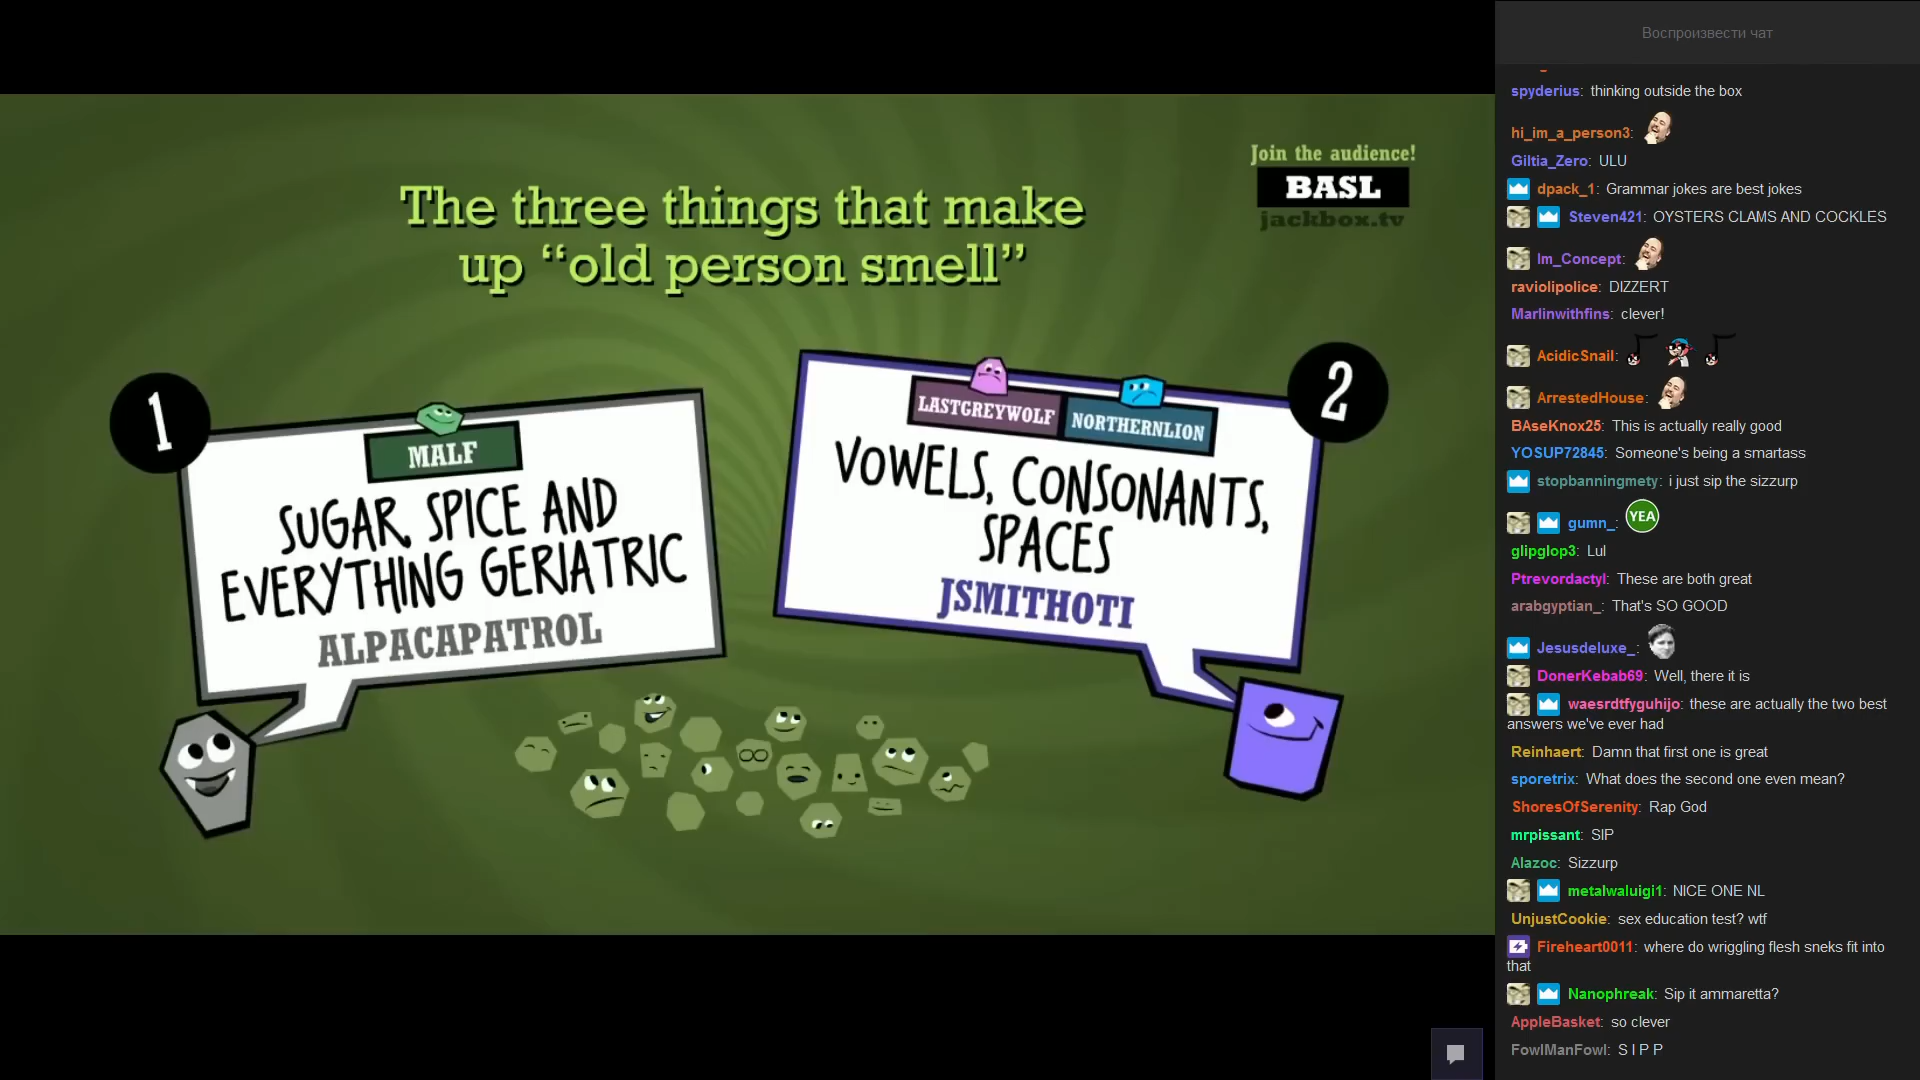 Join the audience!
BASL
jackbox.tv
The three things that make
up “old person smell”
1
MALF
SUGAR, SPICE AND
EVERYTHING GERIATRIC
ALPACAPATROL
2
LASTGREYWOLF
NORTHERNLION
VOWELS, CONSONANTS,
SPACES
JSMITHOTI
Воспроизвести чат
spyderius: thinking outside the box
hi_im_a_person3:
Giltia_Zero: ULU
dpack_1: Grammar jokes are best jokes
Steven421: OYSTERS CLAMS AND COCKLES
Im_Concept:
raviolipolice: DIZZERT
Marlinwithfins: clever!
AcidicSnail:
ArrestedHouse:
BAseKnox25: This is actually really good
YOSUP72845: Someone's being a smartass
stopbanningmety: i just sip the sizzurp
gumn_: YEA
glipglop3: Lul
Ptrevordactyl: These are both great
arabgyptian_: That's SO GOOD
Jesusdeluxe_:
DonerKebab69: Well, there it is
waesrdtfyguhijo: these are actually the two best
answers we've ever had
Reinhaert: Damn that first one is great
sporetrix: What does the second one even mean?
ShoresOfSerenity: Rap God
mrpissant: SIP
Alazoc: Sizzurp
metalwaluigi1: NICE ONE NL
UnjustCookie: sex education test? wtf
Fireheart0011: where do wriggling flesh sneks fit into
that
Nanophreak: Sip it ammaretta?
AppleBasket: so clever
FowlManFowl: S I P P